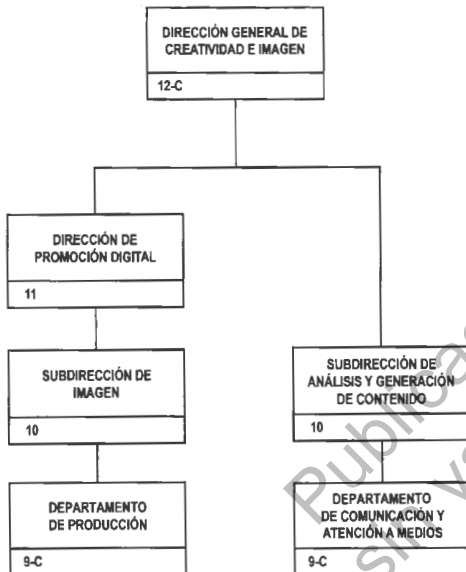 DIRECCIÓN GENERAL DE
CREATIVIDAD E IMAGEN
12-C
DIRECCIÓN DE
PROMOCIÓN DIGITAL
11
SUBDIRECCIÓN DE
IMAGEN
10
SUBDIRECCIÓN DE
ANÁLISIS Y GENERACIÓN
DE CONTENIDO
10
DEPARTAMENTO
DE PRODUCCIÓN
9-C
DEPARTAMENTO
DE COMUNICACIÓN Y
ATENCIÓN A MEDIOS
9-C
sin